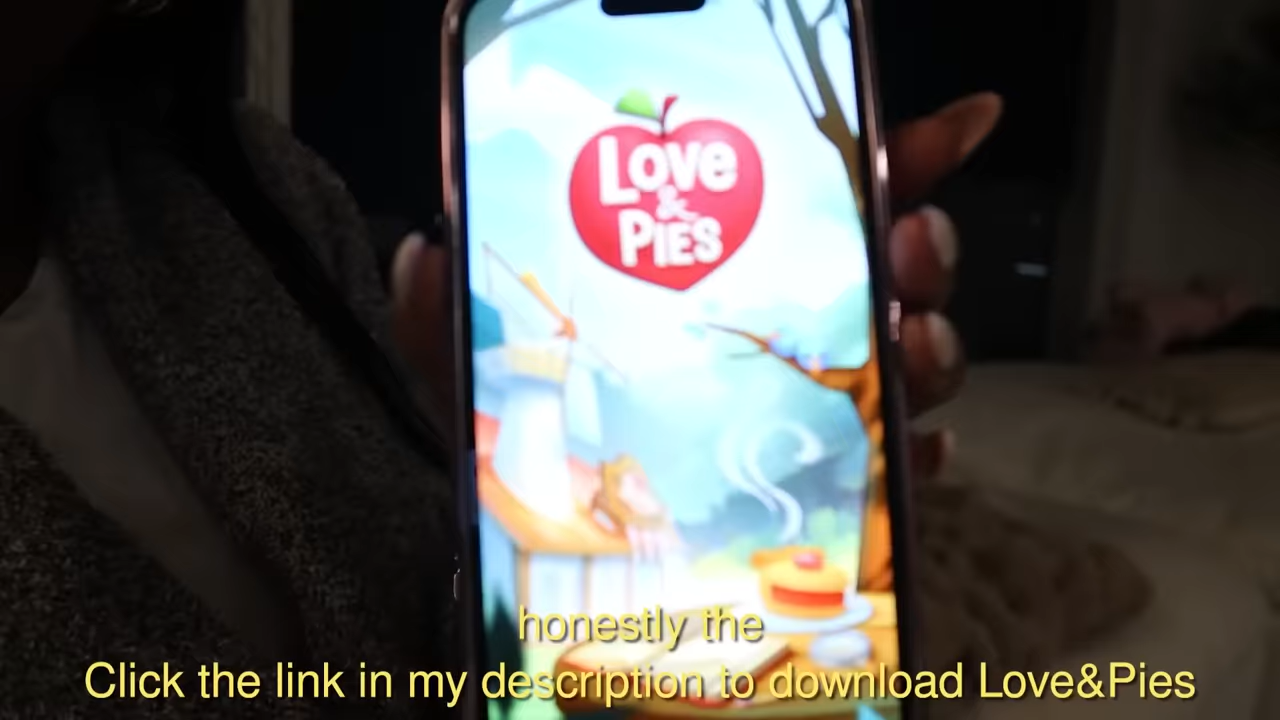 Love
&
Pies
honestly the
Click the link in my description to download Love&Pies